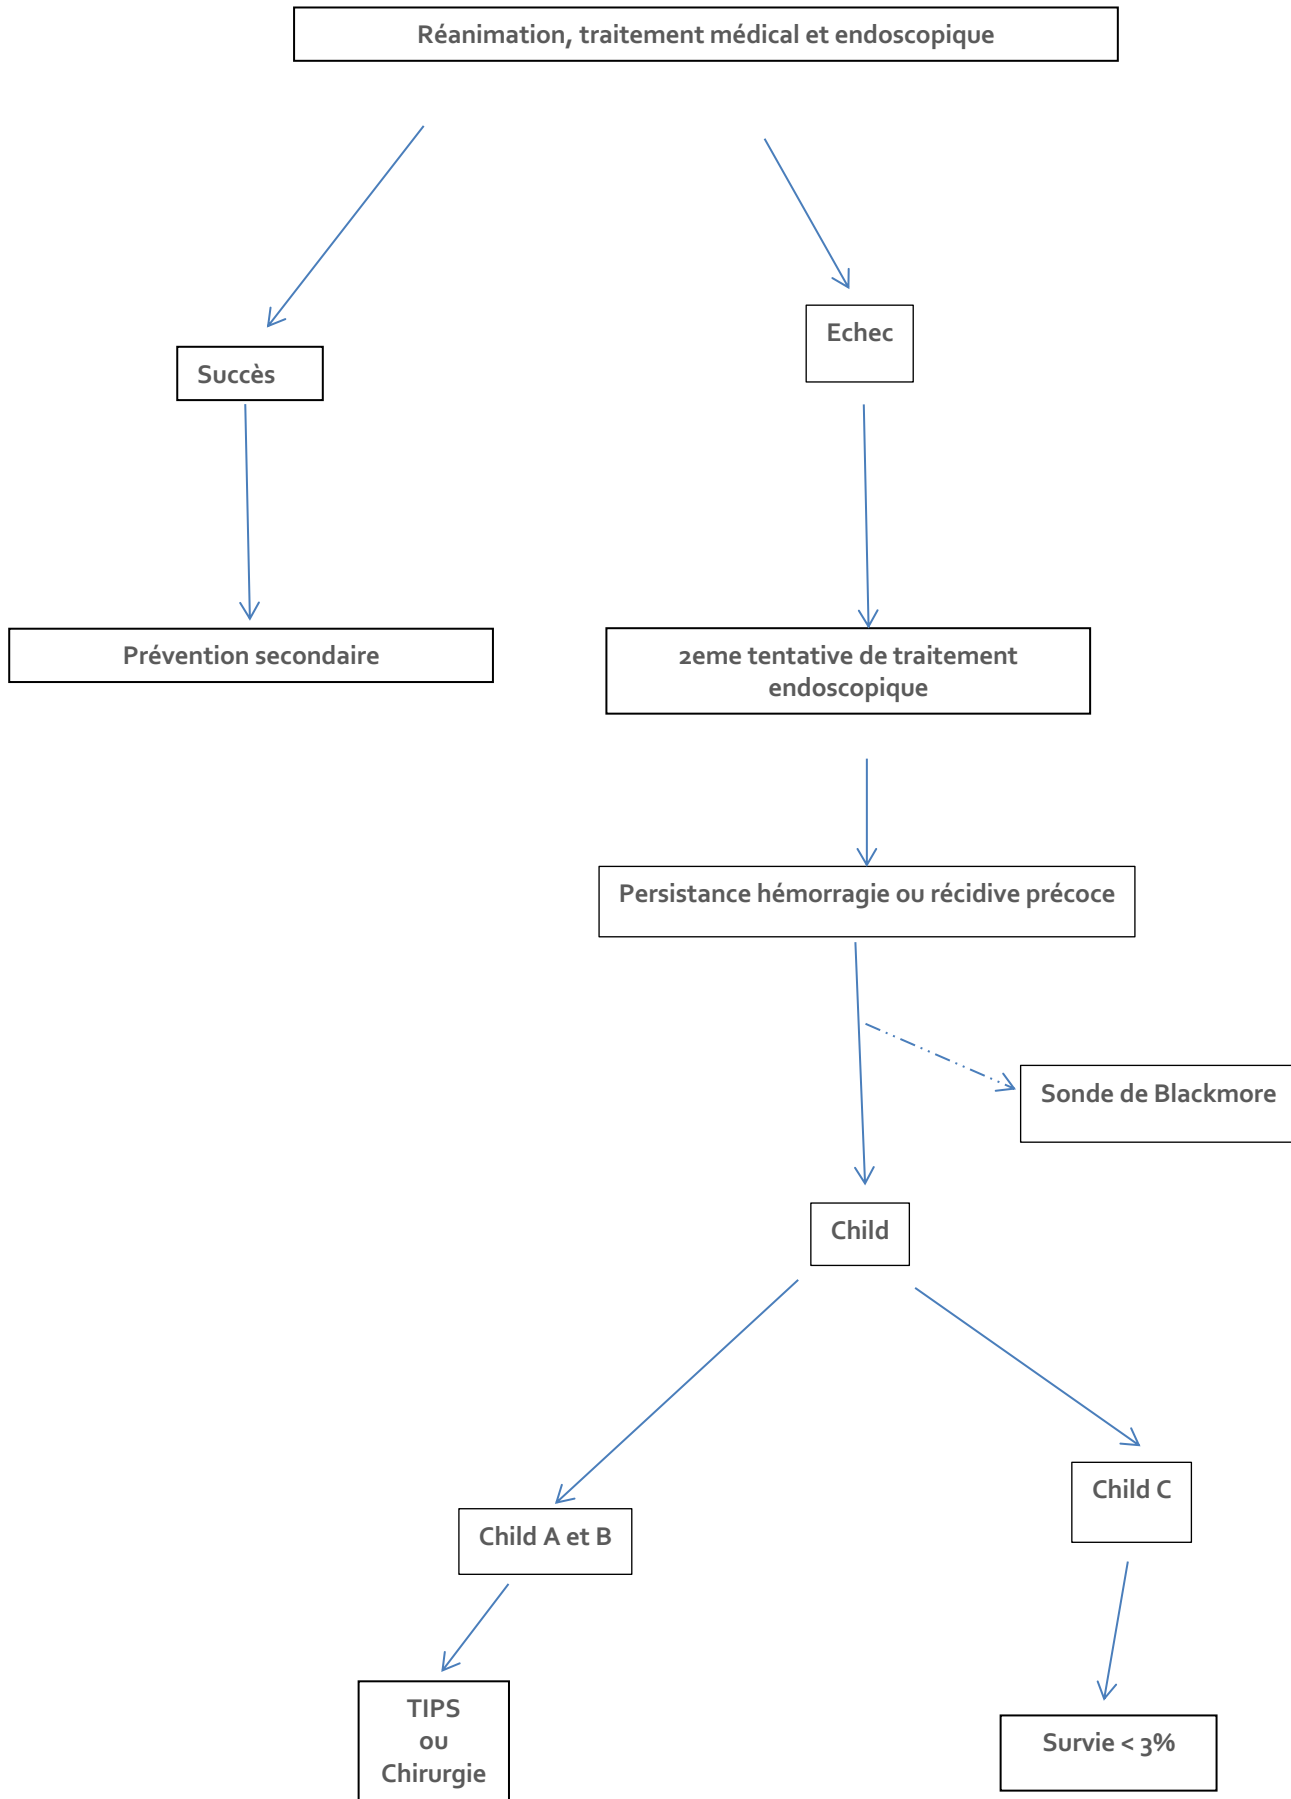 Réanimation, traitement médical et endoscopique
Echec
Succès
Prévention secondaire
2eme tentative de traitement
endoscopique
Persistance hémorragie ou récidive précoce
Sonde de Blackmore
Child
Child C
Child A et B
TIPS
ou
Chirurgie
Survie < 3%